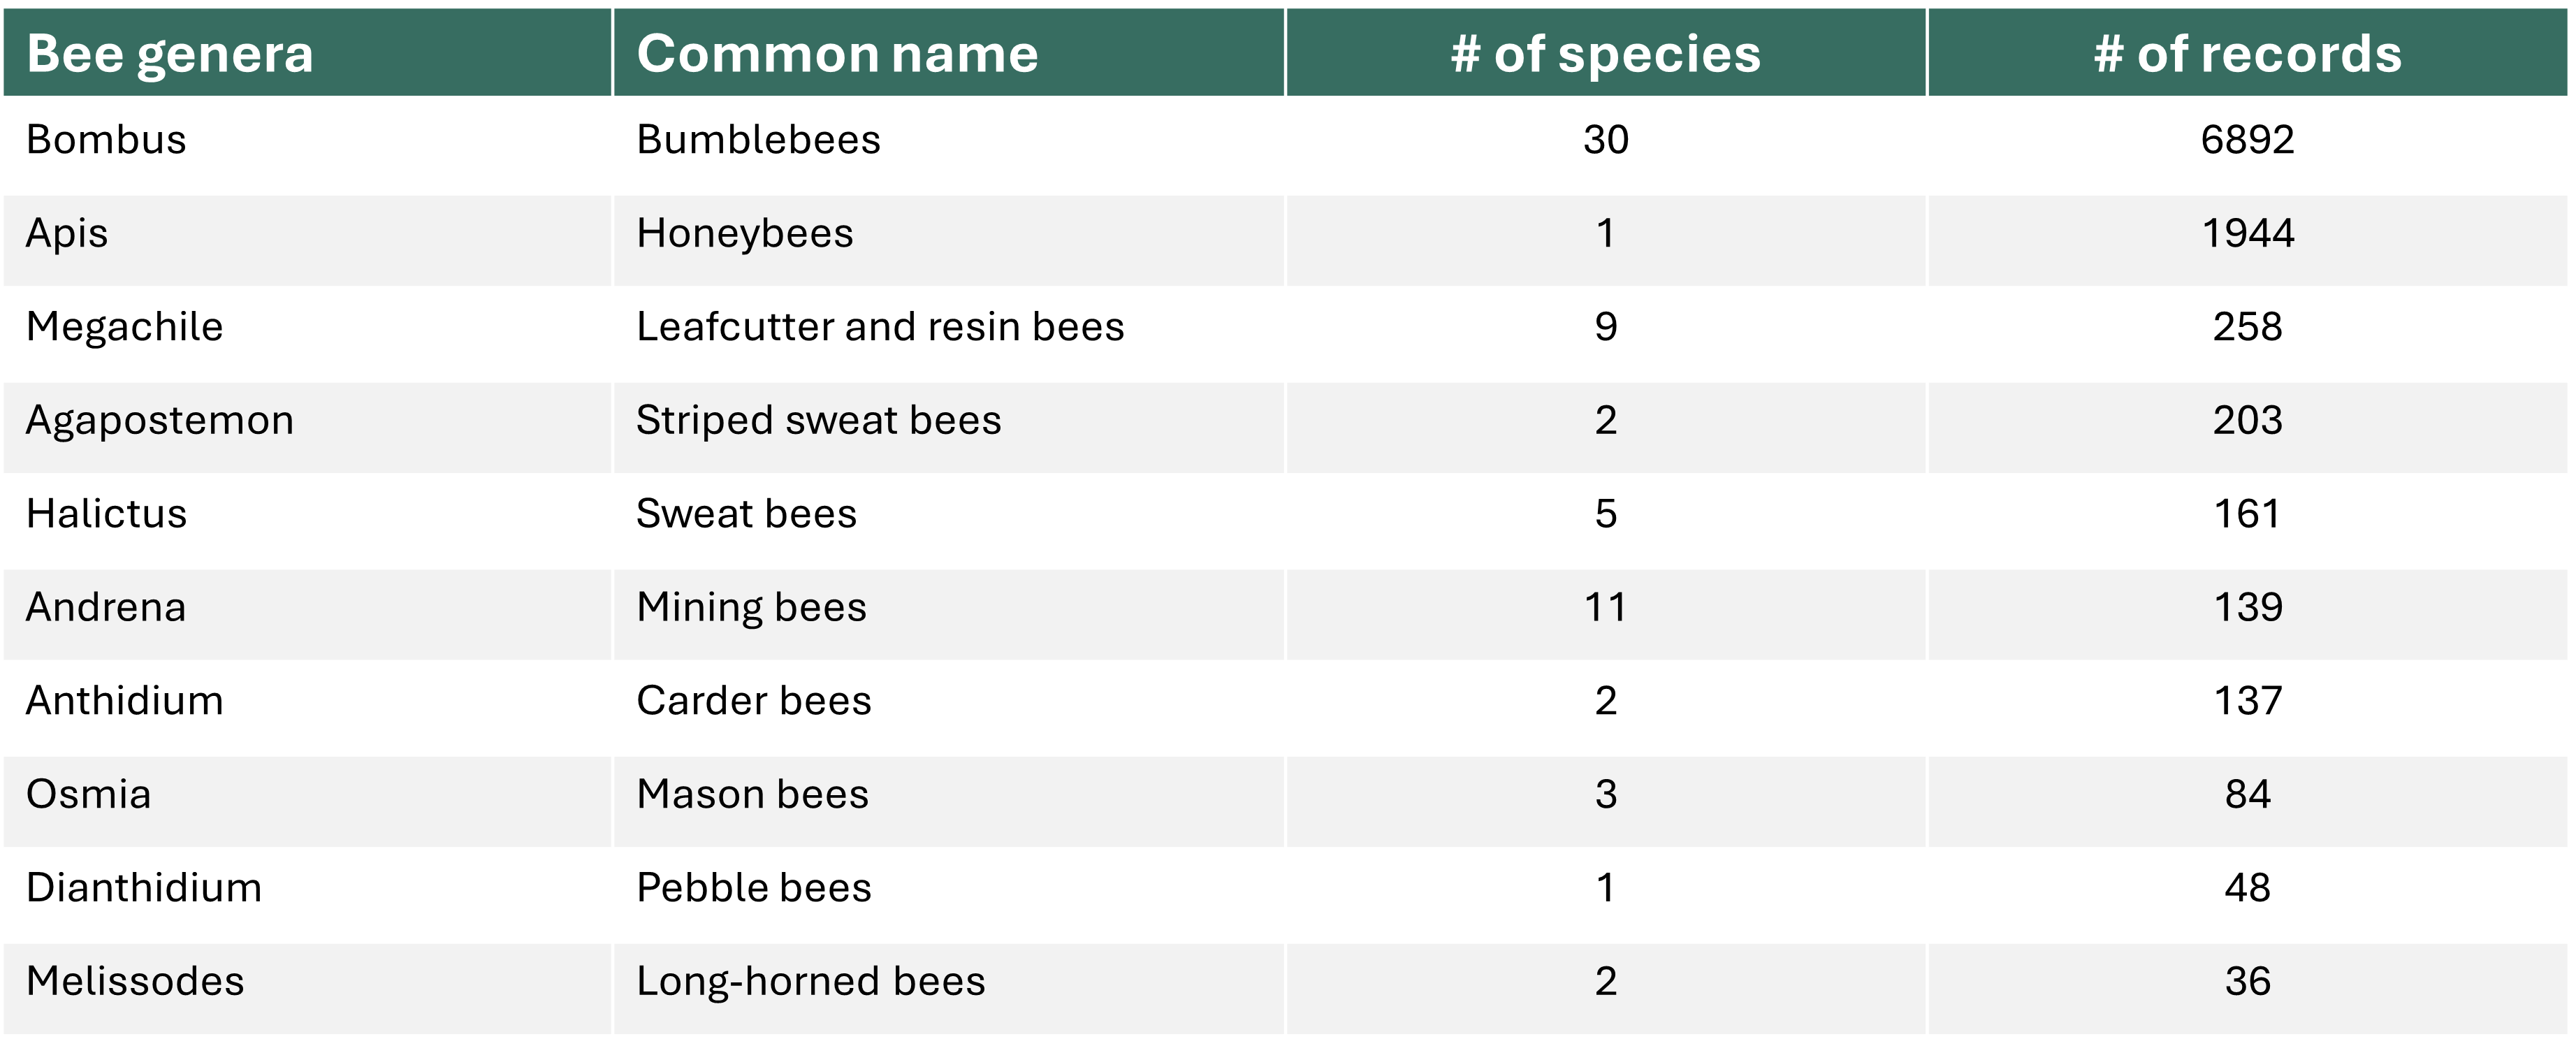 Bee genera Common name # of species # of records
Bombus Bumblebees 30 6892
Apis Honeybees 1 1944
Megachile Leafcutter and resin bees 9 258
Agapostemon Striped sweat bees 2 203
Halictus Sweat bees 5 161
Andrena Mining bees 11 139
Anthidium Carder bees 2 137
Osmia Mason bees 3 84
Dianthidium Pebble bees 1 48
Melissodes Long-horned bees 2 36